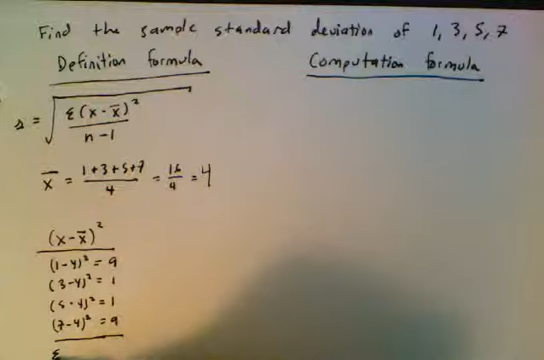 Find the sample standard deviation of 1, 3, 5, 7
Definition formula
Computation formula
s = √(Σ(x-x̄)²/(n-1))
x̄ = (1+3+5+7)/4 = 16/4 = 4
(x-x̄)²
(1-4)² = 9
(3-4)² = 1
(5-4)² = 1
(7-4)² = 9
Σ